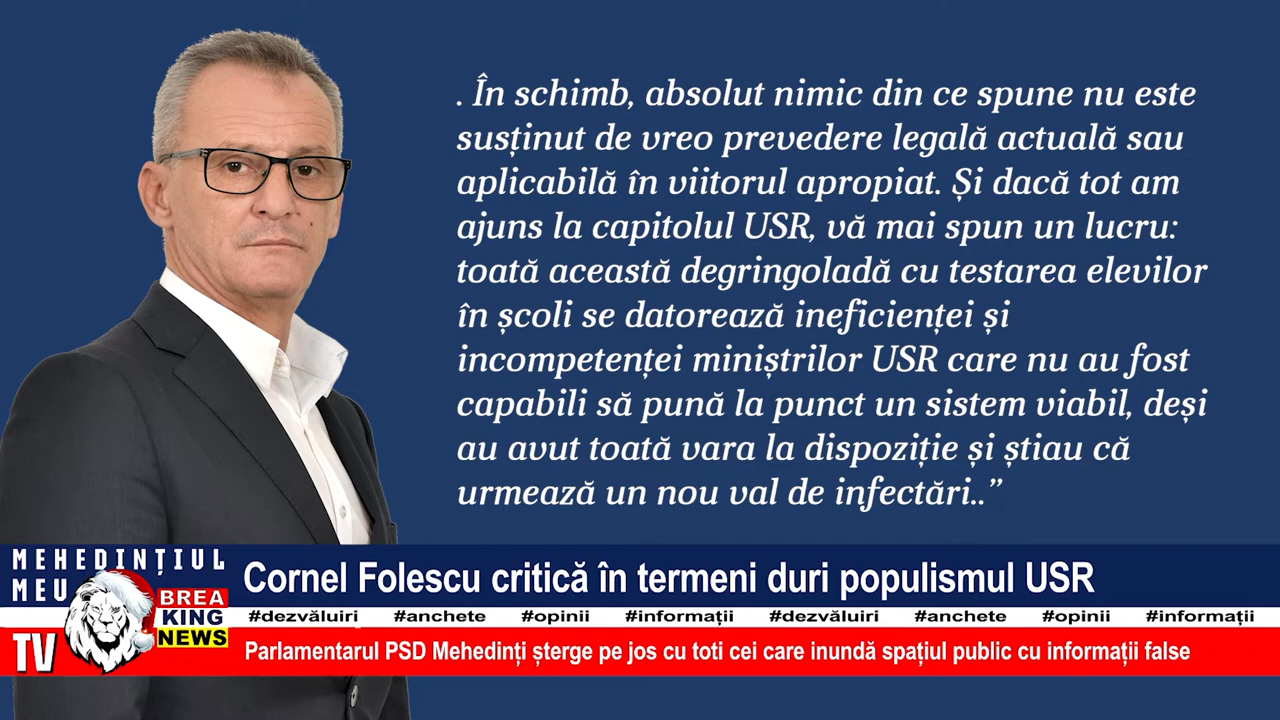 . În schimb, absolut nimic din ce spune nu este
susținut de vreo prevedere legală actuală sau
aplicabilă în viitorul apropiat. Și dacă tot am
ajuns la capitolul USR, vă mai spun un lucru:
toată această degringoladă cu testarea elevilor
în școli se datorează ineficienței și
incompetenței miniștrilor USR care nu au fost
capabili să pună la punct un sistem viabil, deși
au avut toată vara la dispoziție și știau că
urmează un nou val de infectări..”
MEHEDINȚIUL
MEU
TV
BREA
KING
NEWS
Cornel Folescu critică în termeni duri populismul USR
#dezvăluiri #anchete #opinii #informații #dezvăluiri #anchete #opinii #informații
Parlamentarul PSD Mehedinți șterge pe jos cu toti cei care inundă spațiul public cu informații false